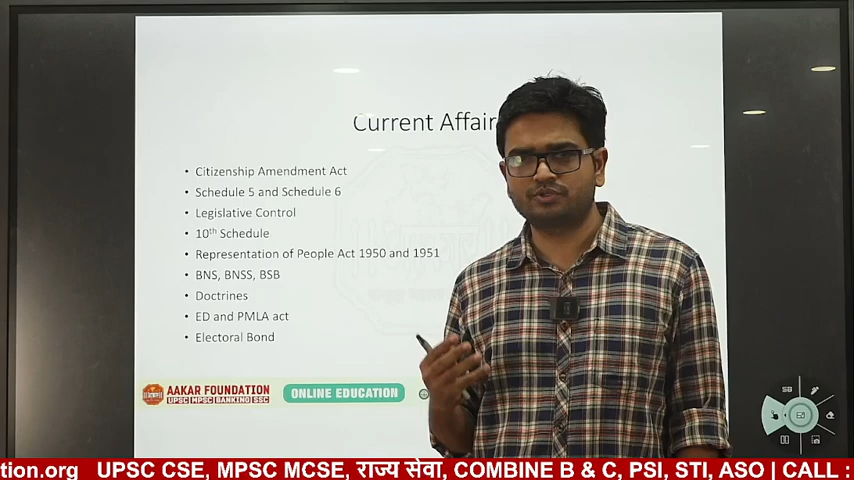 Current Affair
• Citizenship Amendment Act
• Schedule 5 and Schedule 6
• Legislative Control
• 10th Schedule
• Representation of People Act 1950 and 1951
• BNS, BNSS, BSB
• Doctrines
• ED and PMLA act
• Electoral Bond
AAKAR FOUNDATION
UPSC MPSC BANKING SSC
ONLINE EDUCATION
SB
tion.org UPSC CSE, MPSC MCSE, राज्य सेवा, COMBINE B & C, PSI, STI, ASO | CALL :